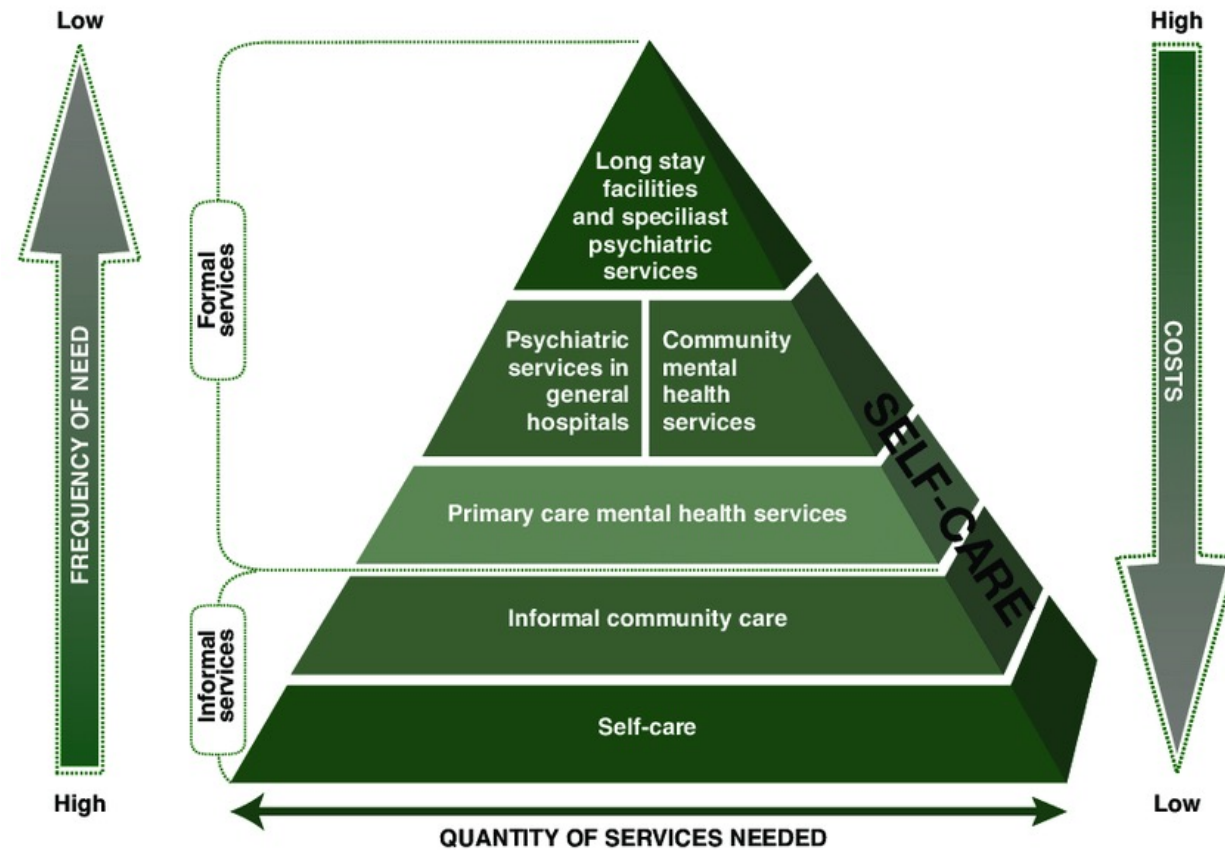 Low
High
Long stay
facilities
and speciliast
psychiatric
services
Formal
services
FREQUENCY OF NEED
COSTS
Psychiatric
services in
general
hospitals
Community
mental
health
services
SELF-CARE
Primary care mental health services
Informal
services
Informal community care
Self-care
High
Low
QUANTITY OF SERVICES NEEDED